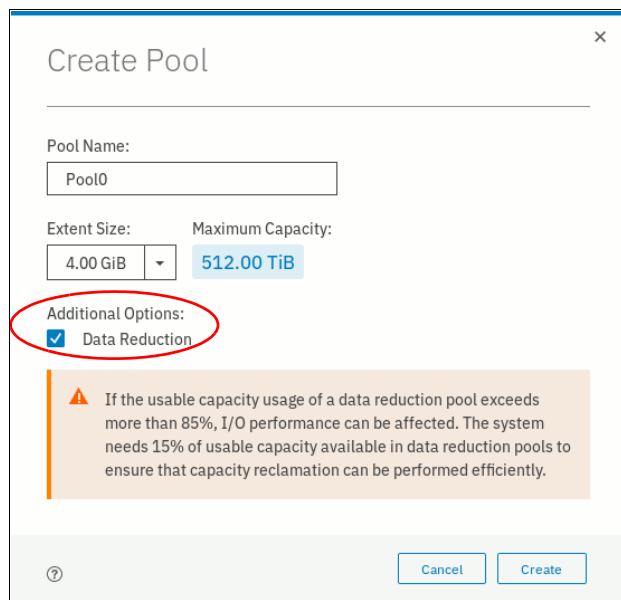 Create Pool
Pool Name:
Pool0
Extent Size: Maximum Capacity:
4.00 GiB 512.00 TiB
Additional Options:
Data Reduction
If the usable capacity usage of a data reduction pool exceeds
more than 85%, I/O performance can be affected. The system
needs 15% of usable capacity available in data reduction pools to
ensure that capacity reclamation can be performed efficiently.
Cancel Create